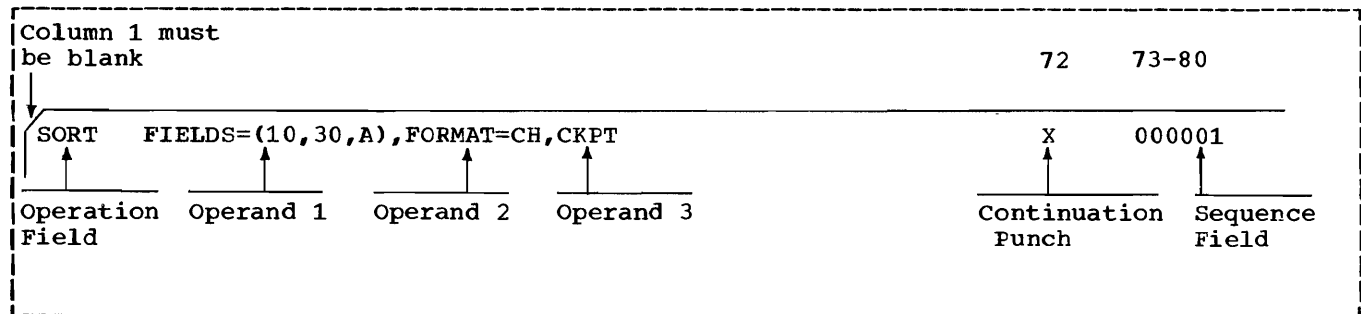 Column 1 must
be blank
72 73-80
SORT FIELDS=(10,30,A),FORMAT=CH,CKPT X 000001
Operation Operand 1 Operand 2 Operand 3 Continuation Sequence
Field Punch Field